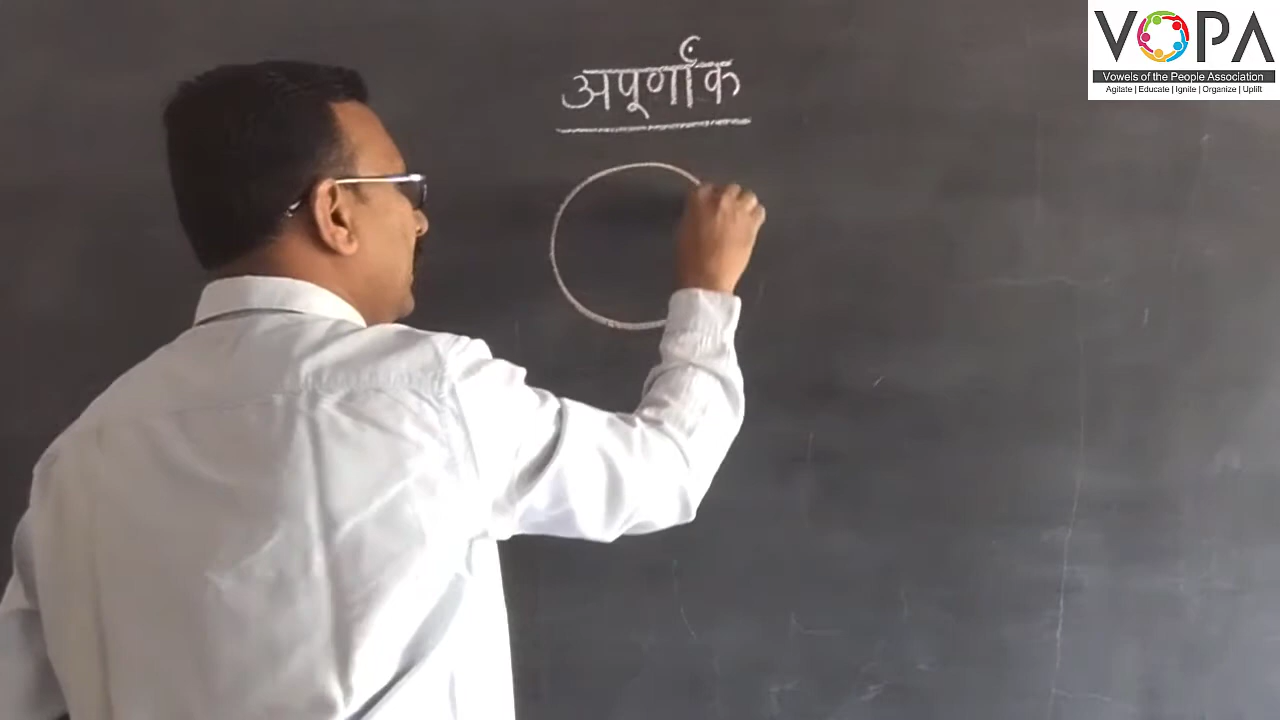 अपूर्णांक
VOPA
Vowels of the People Association
Agitate | Educate | Ignite | Organize | Uplift